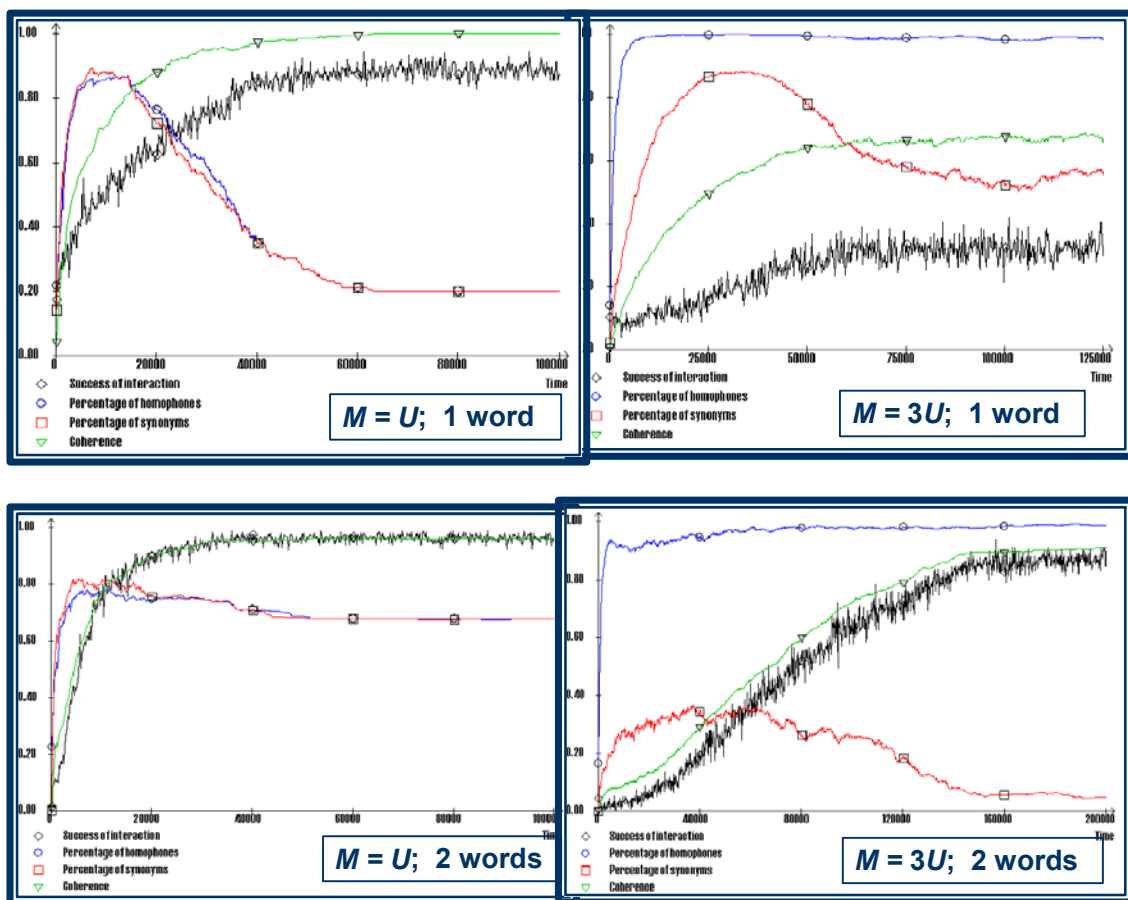 1.00
0.80
0.60
0.40
0.20
0.00
0 20000 40000 60000 80000 100000
Time
Success of interaction
Percentage of homophones
Percentage of synonyms
Coherence
M = U; 1 word
0 25000 50000 75000 100000 125000
Time
Success of interaction
Percentage of homophones
Percentage of synonyms
Coherence
M = 3U; 1 word
1.00
0.80
0.60
0.40
0.20
0.00
20000 40000 60000 80000
Success of interaction
Percentage of homophones
Percentage of synonyms
Coherence
M = U; 2 words
1.00
0.80
0.60
0.40
0.20
0.00
40000 80000 120000 160000 200000
Time
Success of interaction
Percentage of homophones
Percentage of synonyms
Coherence
M = 3U; 2 words